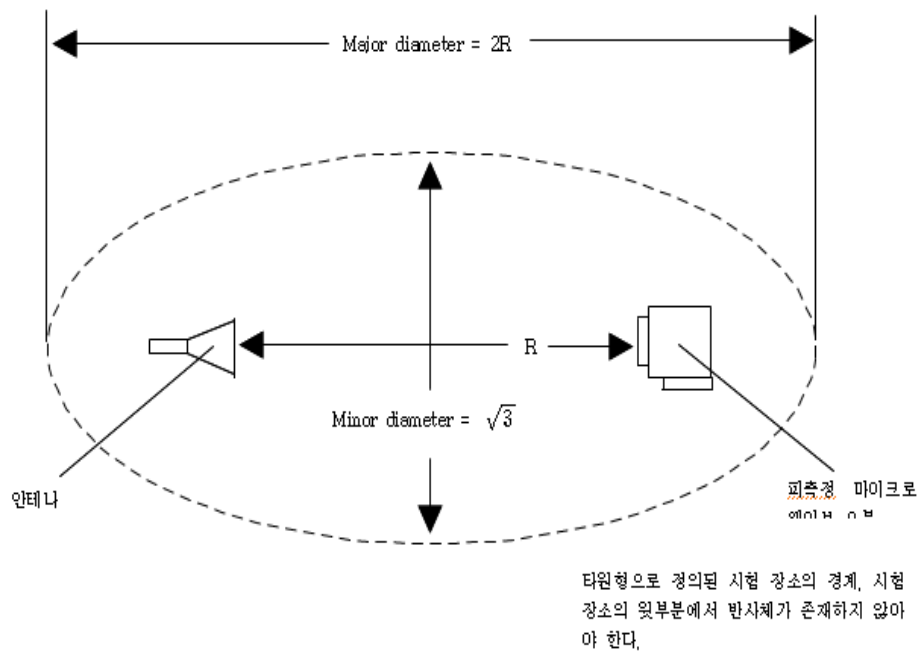 Major diameter = 2R
R
Minor diameter = √3
안테나
피측정 마이크로
타원형으로 정의된 시험 장소의 경계, 시험
장소의 윗부분에서 반사체가 존재하지 않아
야 한다.